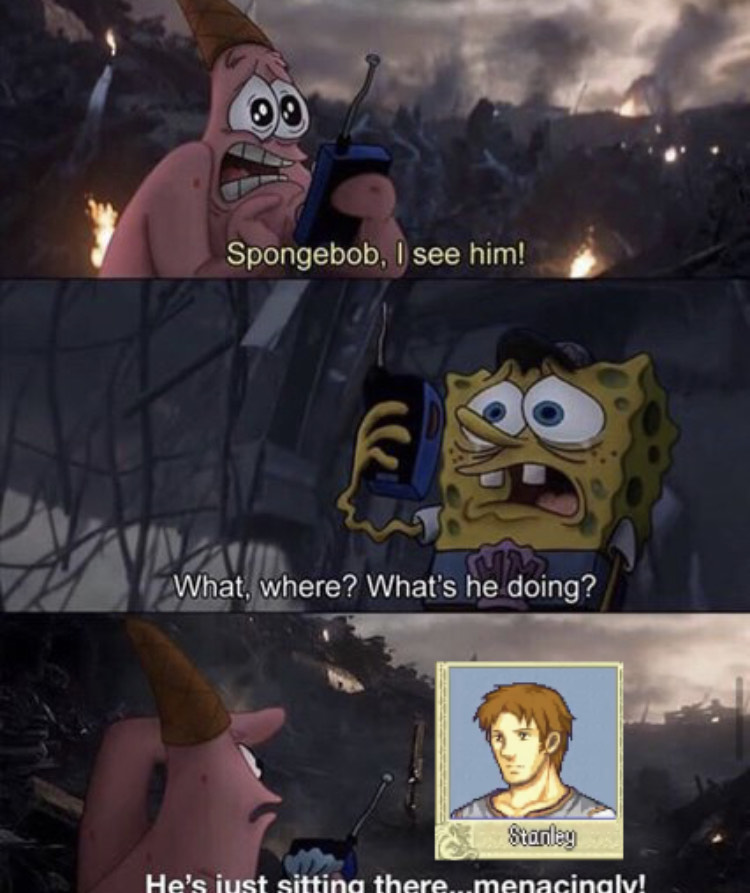 Spongebob, I see him!
What, where? What's he doing?
Stanley
He's just sitting there...menacingly!